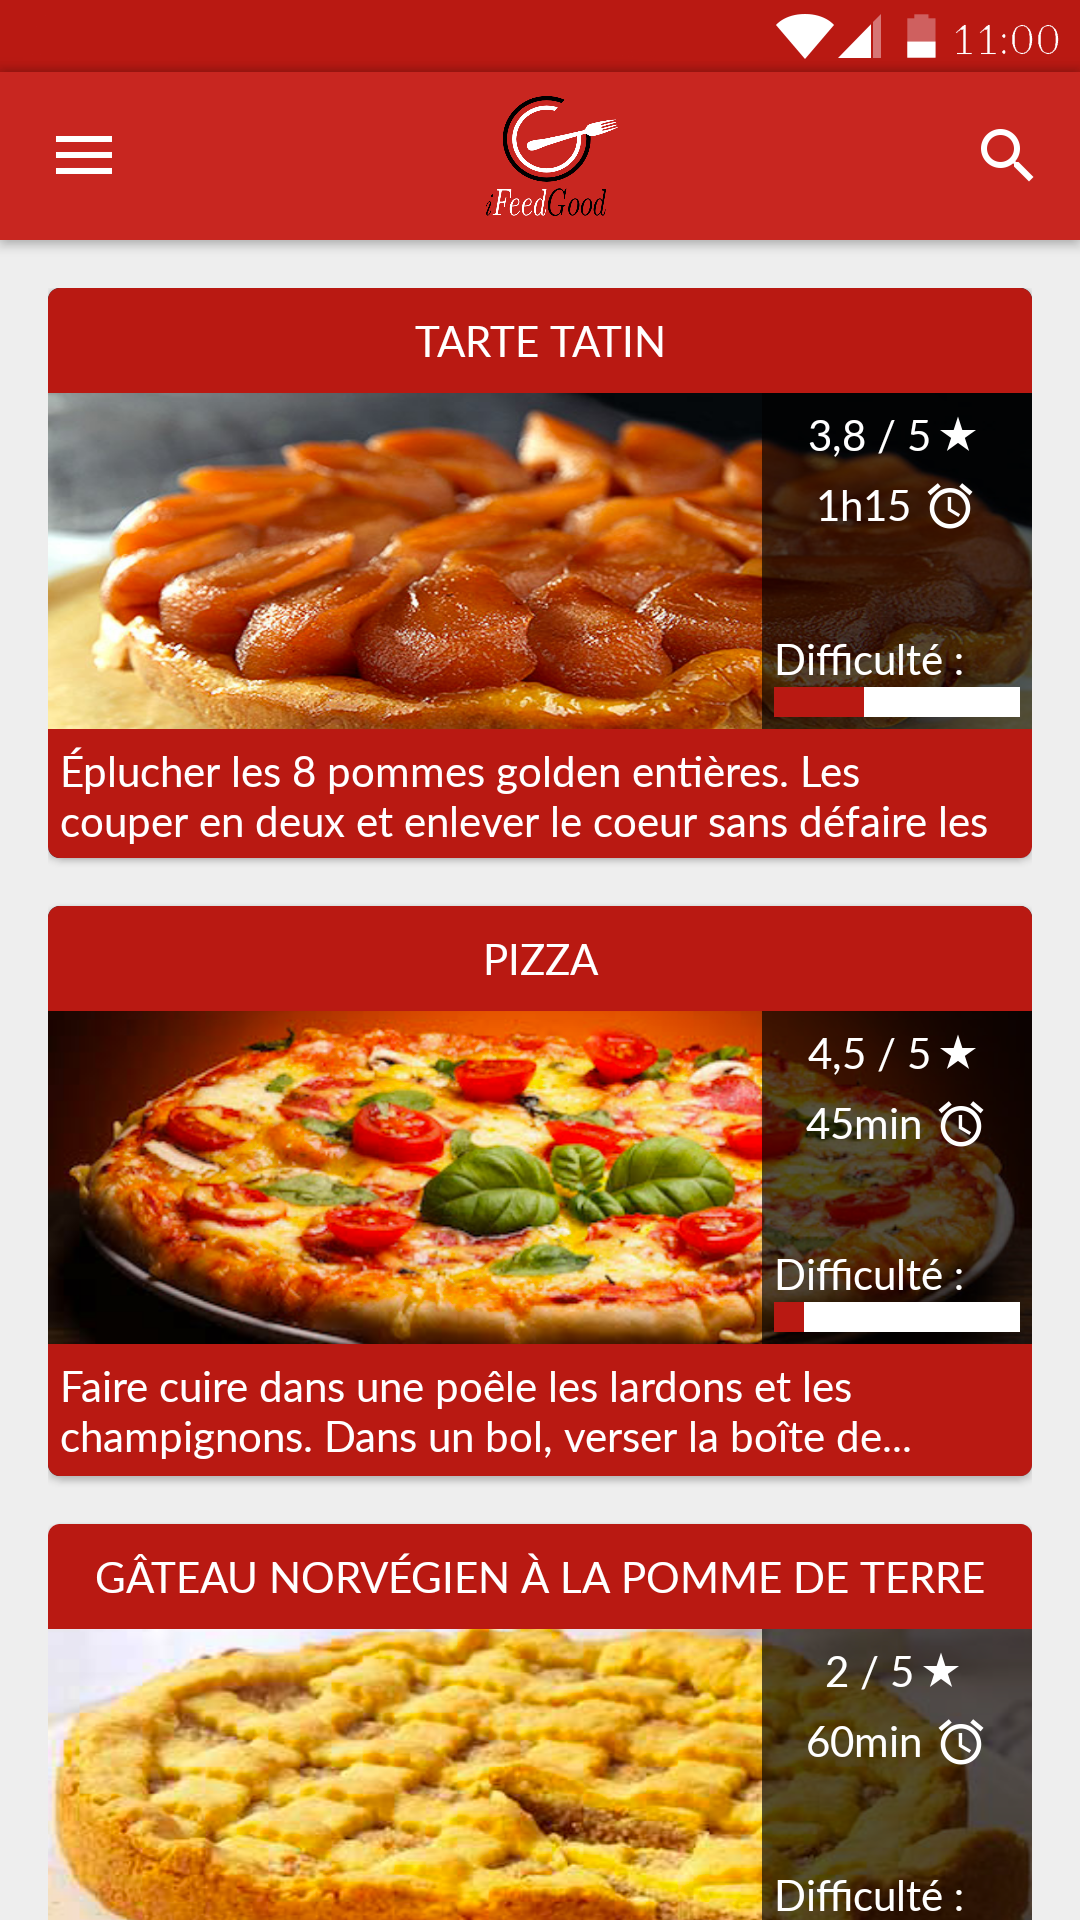 11:00
iFeedGood
TARTE TATIN
3,8 / 5
1h15
Difficulté :
Éplucher les 8 pommes golden entières. Les
couper en deux et enlever le coeur sans défaire les
PIZZA
4,5 / 5
45min
Difficulté :
Faire cuire dans une poêle les lardons et les
champignons. Dans un bol, verser la boîte de...
GÂTEAU NORVÉGIEN À LA POMME DE TERRE
2 / 5
60min
Difficulté :